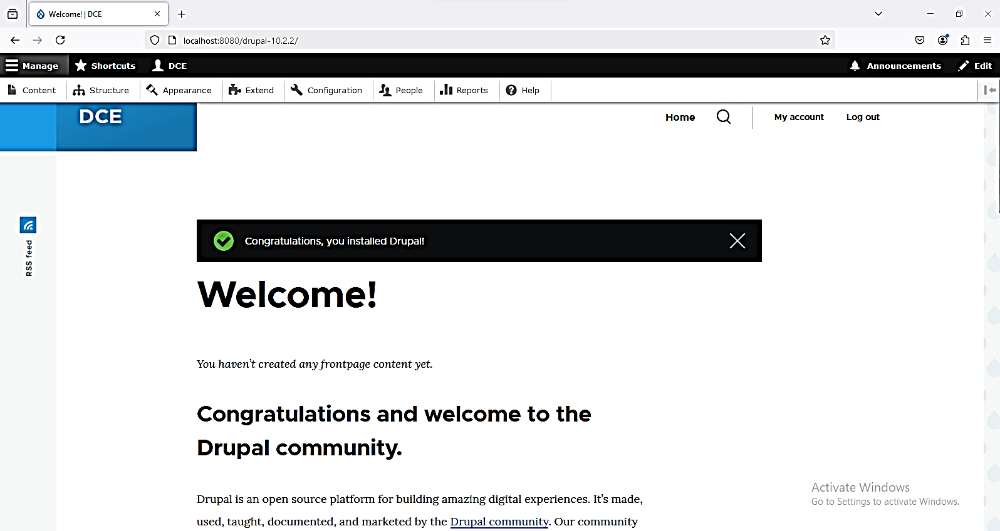 Welcome! | DCE
localhost:8080/drupal-10.2.2/
Manage Shortcuts DCE Announcements Edit
Content Structure Appearance Extend Configuration People Reports Help
DCE Home My account Log out
RSS feed
Congratulations, you installed Drupal!
Welcome!
You haven’t created any frontpage content yet.
Congratulations and welcome to the
Drupal community.
Drupal is an open source platform for building amazing digital experiences. It’s made,
used, taught, documented, and marketed by the Drupal community. Our community
Activate Windows
Go to Settings to activate Windows.